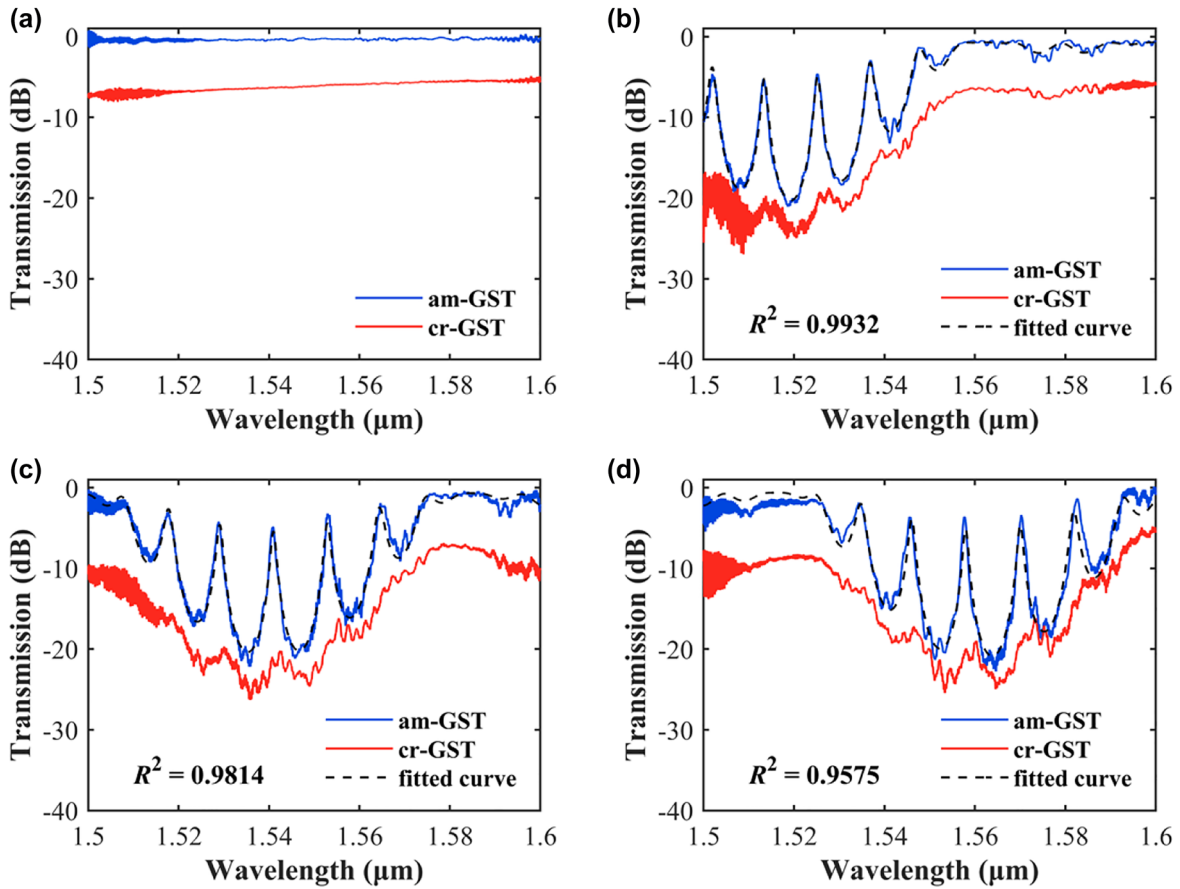 (a)
0
-10
-20
-30
-40
Transmission (dB)
am-GST
cr-GST
1.5 1.52 1.54 1.56 1.58 1.6
Wavelength (μm)
(b)
0
-10
-20
-30
-40
Transmission (dB)
am-GST
cr-GST
fitted curve
R² = 0.9932
1.5 1.52 1.54 1.56 1.58 1.6
Wavelength (μm)
(c)
0
-10
-20
-30
-40
Transmission (dB)
am-GST
cr-GST
fitted curve
R² = 0.9814
1.5 1.52 1.54 1.56 1.58 1.6
Wavelength (μm)
(d)
0
-10
-20
-30
-40
Transmission (dB)
am-GST
cr-GST
fitted curve
R² = 0.9575
1.5 1.52 1.54 1.56 1.58 1.6
Wavelength (μm)